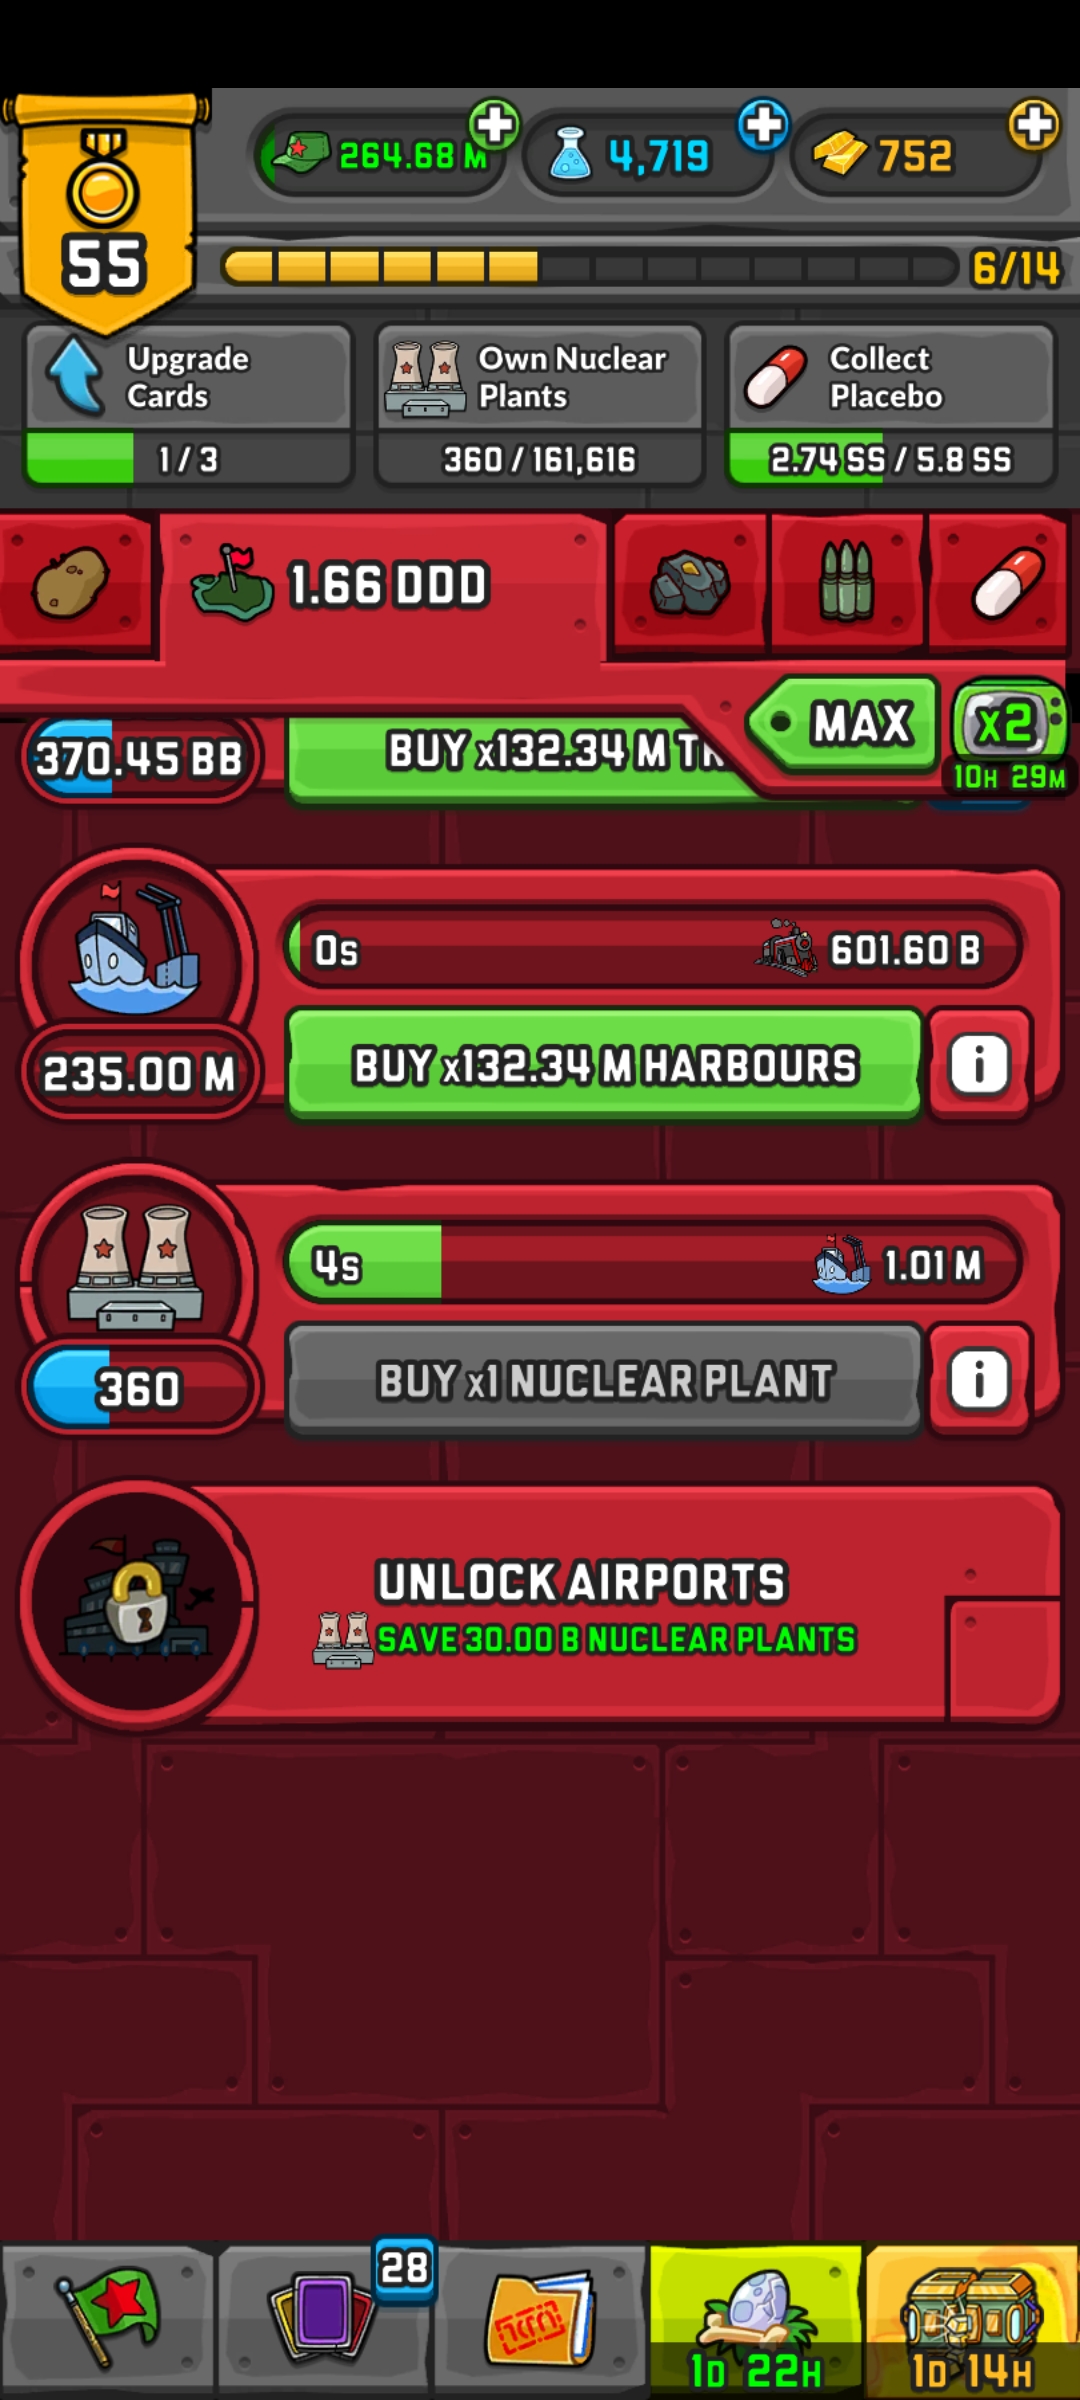 264.68 M
4,719
752
55
6/14
Upgrade
Cards
1 / 3
Own Nuclear
Plants
360 / 161,616
Collect
Placebo
2.74 SS / 5.8 SS
1.66 DDD
MAX
X2
10H 29M
370.45 BB
BUY x132.34 M
0s
601.60 B
235.00 M
BUY x132.34 M HARBOURS
i
4s
1.01 M
360
BUY x1 NUCLEAR PLANT
i
UNLOCK AIRPORTS
SAVE 30.00 B NUCLEAR PLANTS
28
1D 22H
1D 14H